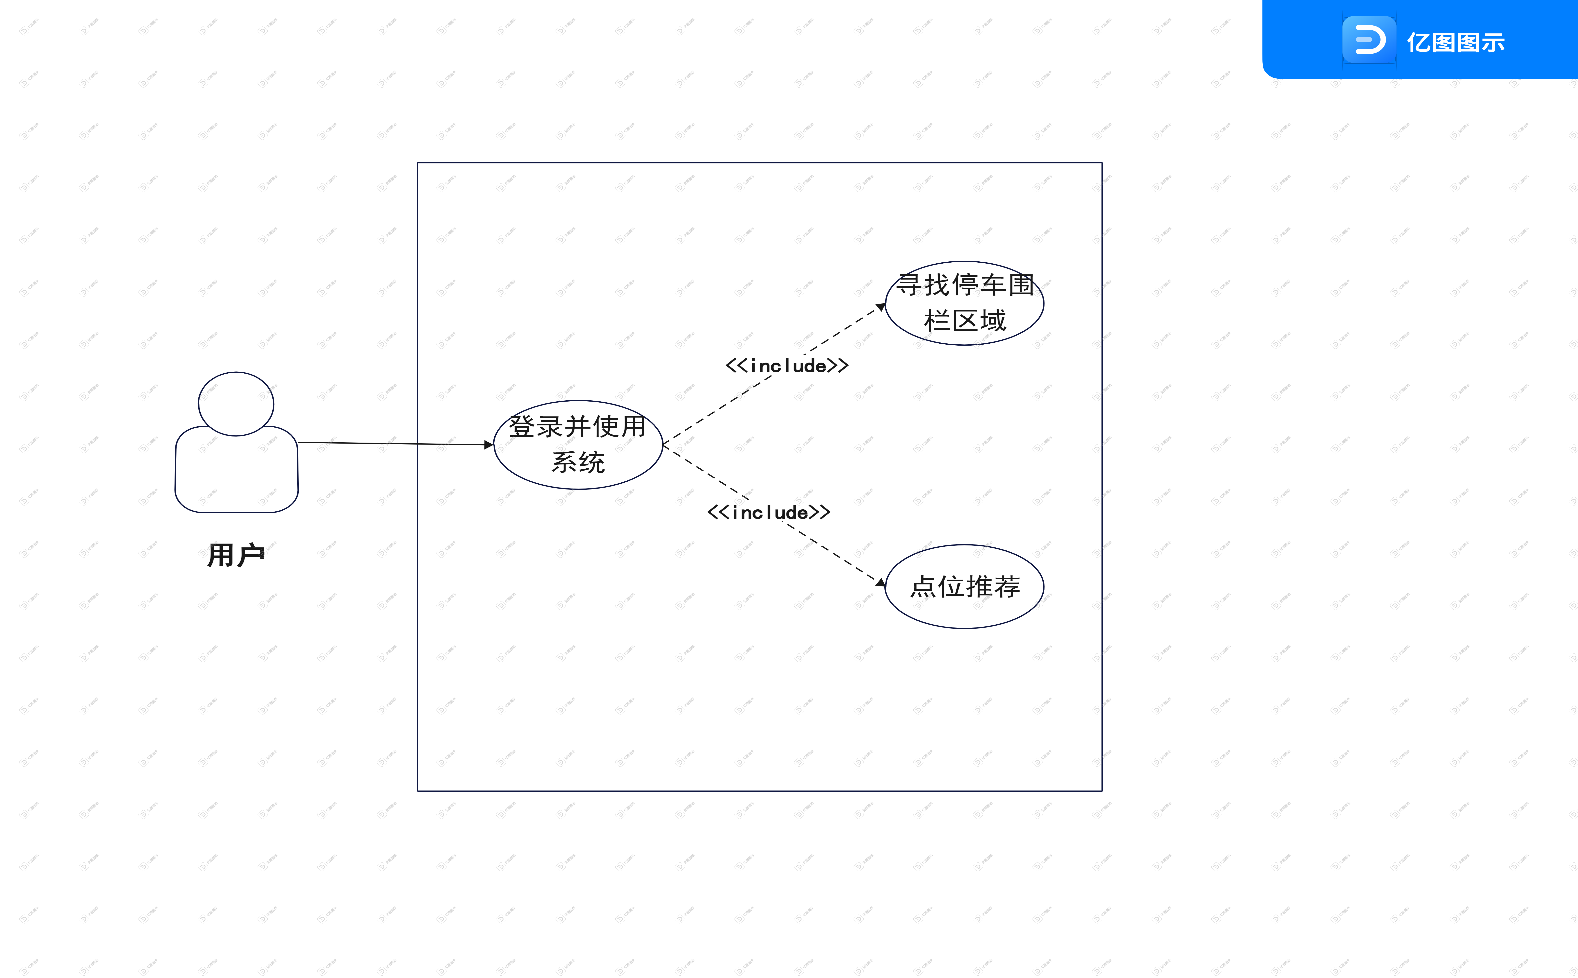 亿图图示
寻找停车围
栏区域
<<include>>
登录并使用
系统
<<include>>
用户
点位推荐